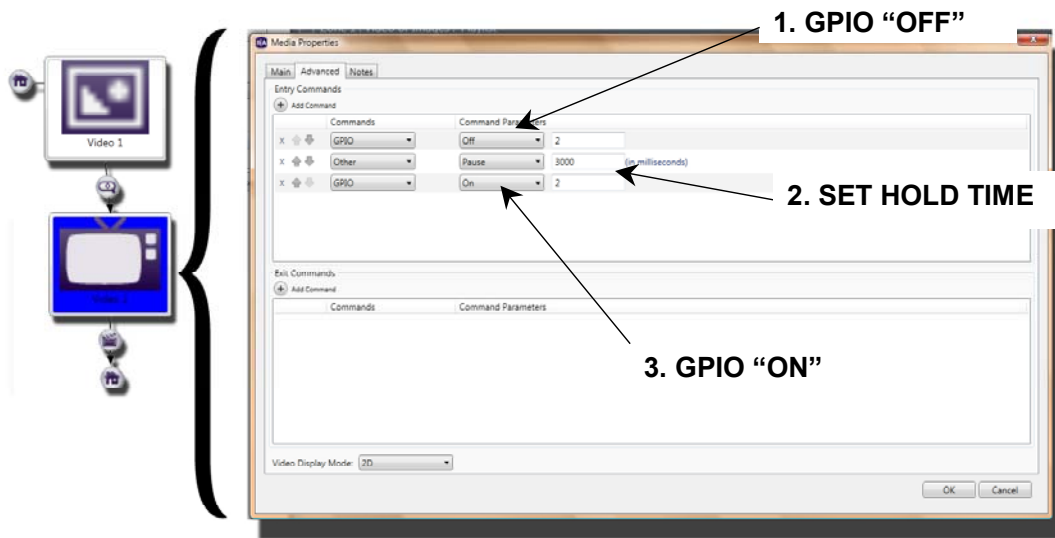 1. GPIO “OFF”
Media Properties
Main Advanced Notes
Entry Commands
Add Command
Commands Command Parameters
x GPIO Off 2
x Other Pause 3000 (in milliseconds)
x GPIO On 2
2. SET HOLD TIME
Exit Commands
Add Command
Commands Command Parameters
3. GPIO “ON”
Video Display Mode: 2D
OK Cancel
Video 1